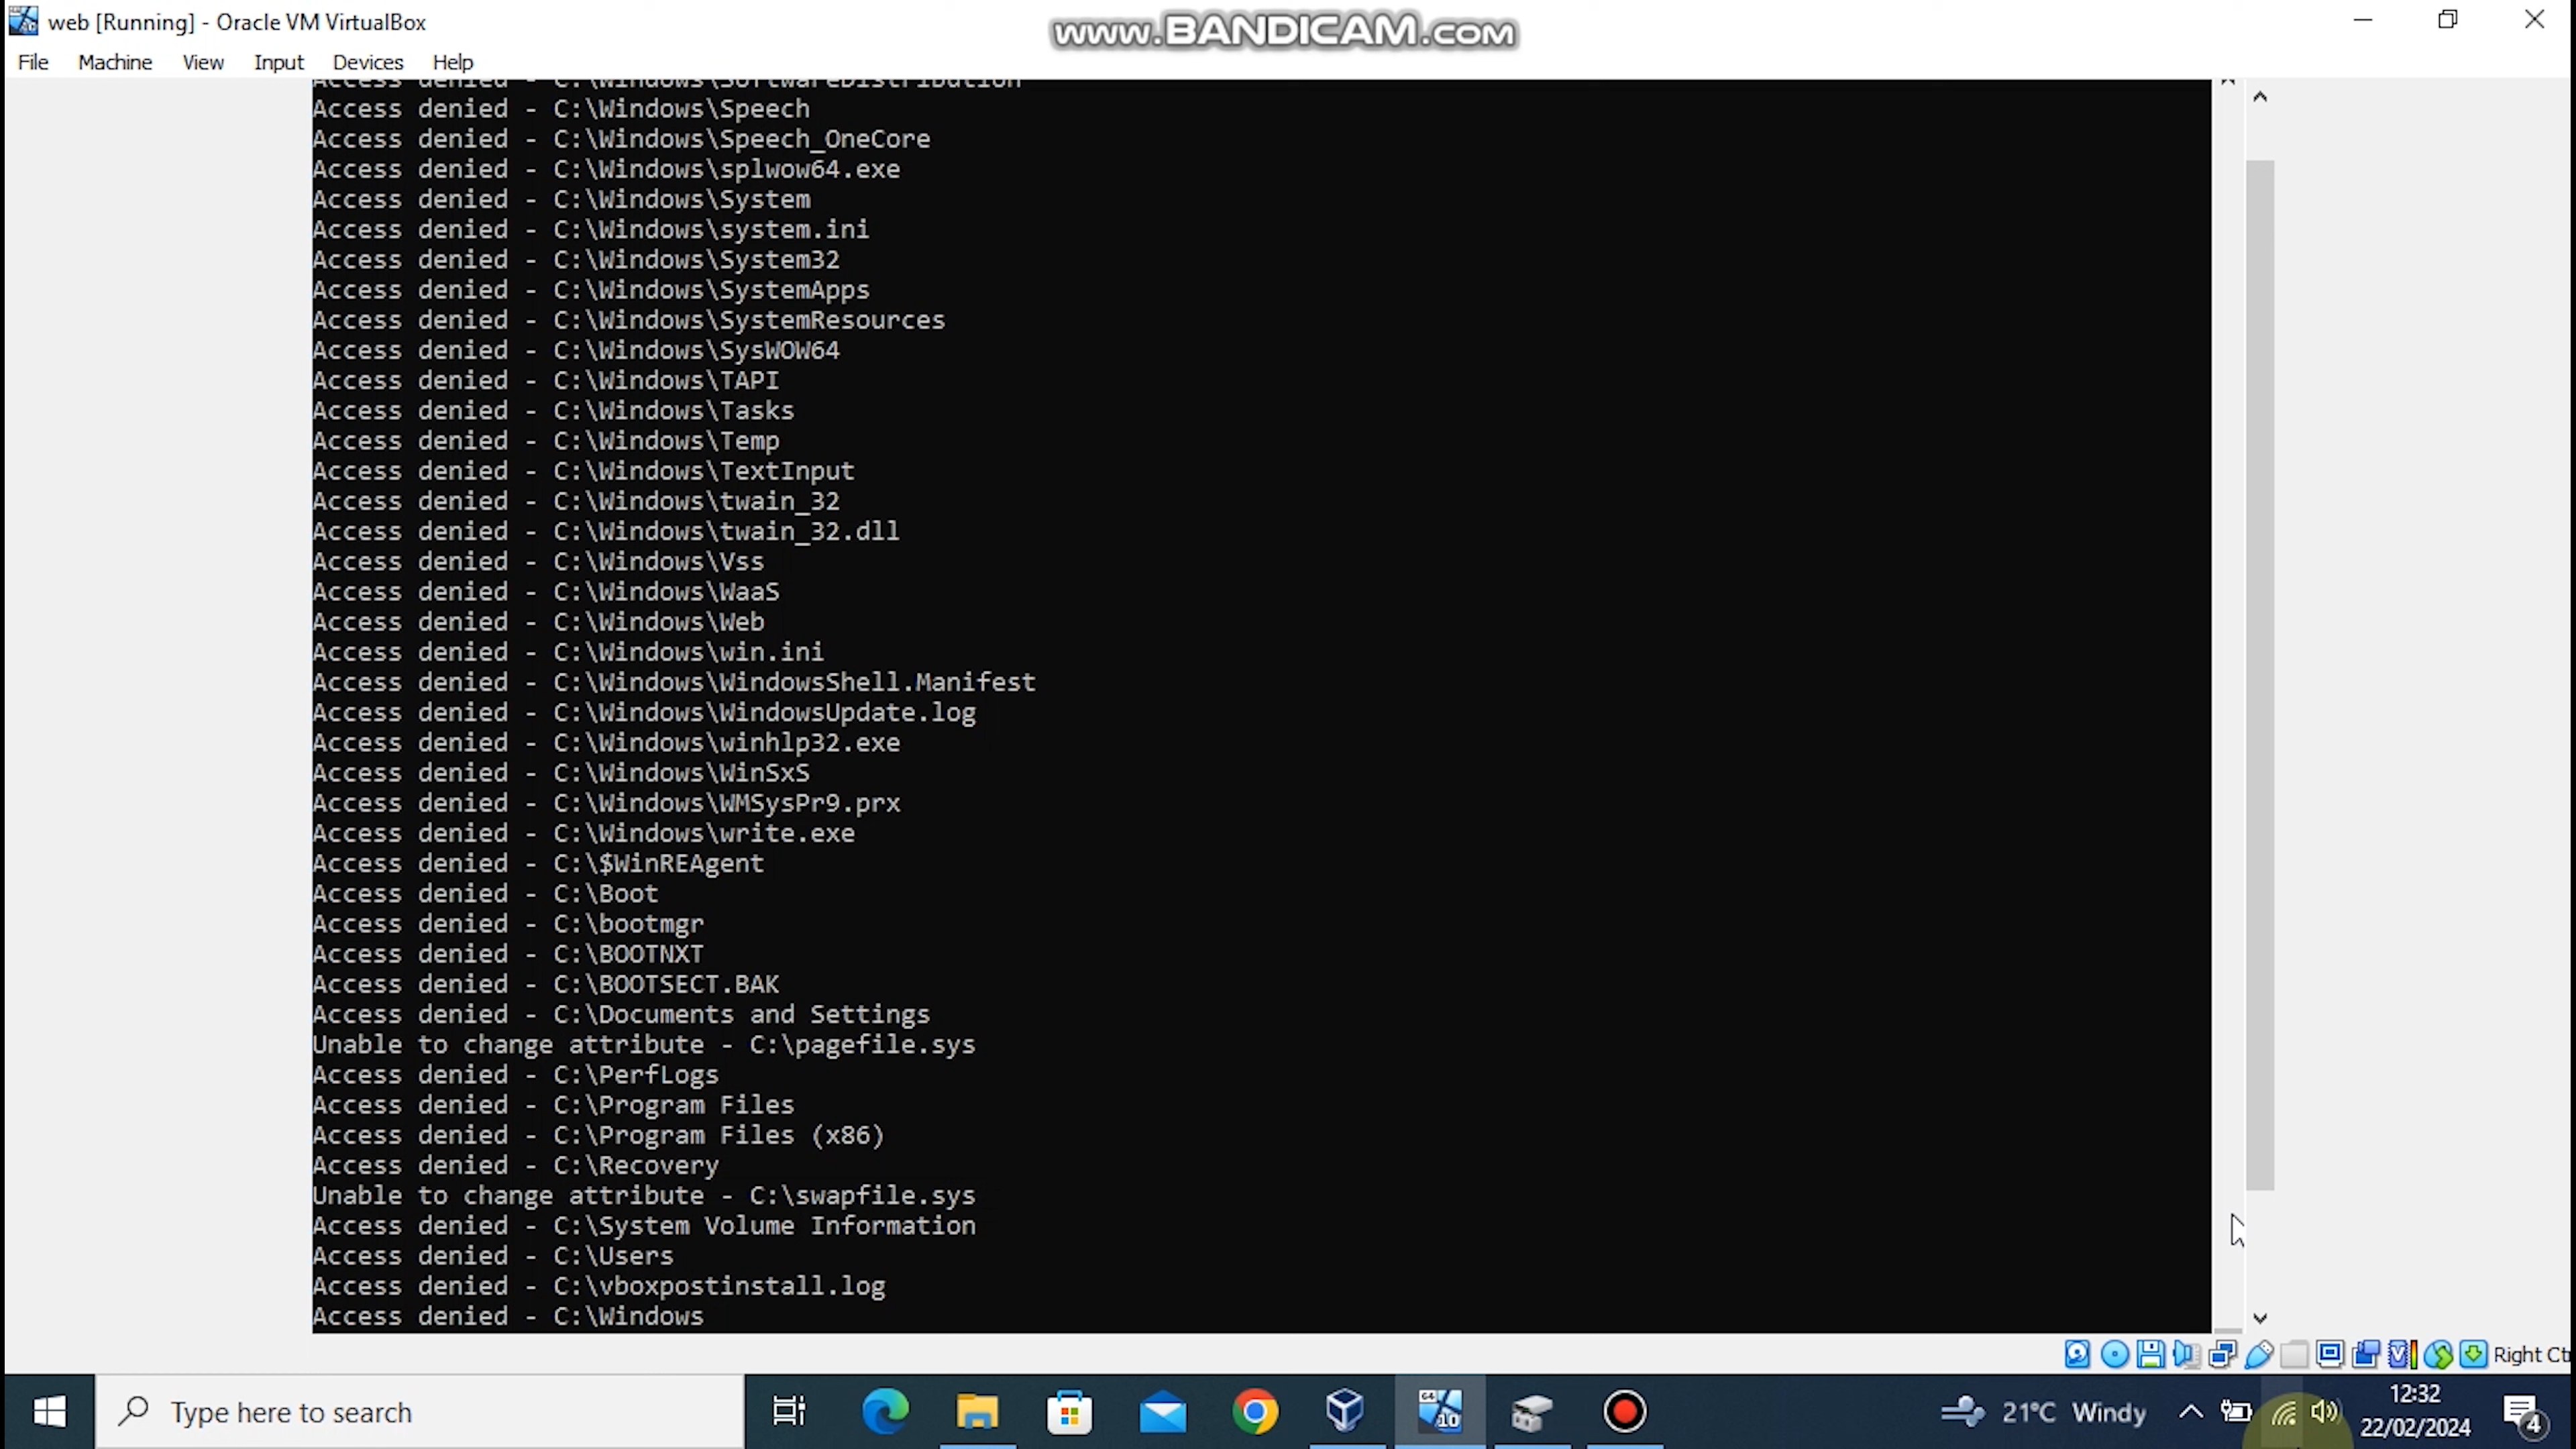 web [Running] - Oracle VM VirtualBox
www.BANDICAM.com
File Machine View Input Devices Help
Access denied - C:\Windows\SoftwareDistribution
Access denied - C:\Windows\Speech
Access denied - C:\Windows\Speech_OneCore
Access denied - C:\Windows\splwow64.exe
Access denied - C:\Windows\System
Access denied - C:\Windows\system.ini
Access denied - C:\Windows\System32
Access denied - C:\Windows\SystemApps
Access denied - C:\Windows\SystemResources
Access denied - C:\Windows\SysWOW64
Access denied - C:\Windows\TAPI
Access denied - C:\Windows\Tasks
Access denied - C:\Windows\Temp
Access denied - C:\Windows\TextInput
Access denied - C:\Windows\twain_32
Access denied - C:\Windows\twain_32.dll
Access denied - C:\Windows\Vss
Access denied - C:\Windows\WaaS
Access denied - C:\Windows\Web
Access denied - C:\Windows\win.ini
Access denied - C:\Windows\WindowsShell.Manifest
Access denied - C:\Windows\WindowsUpdate.log
Access denied - C:\Windows\winhlp32.exe
Access denied - C:\Windows\WinSxS
Access denied - C:\Windows\WMSysPr9.prx
Access denied - C:\Windows\write.exe
Access denied - C:\$WinREAgent
Access denied - C:\Boot
Access denied - C:\bootmgr
Access denied - C:\BOOTNXT
Access denied - C:\BOOTSECT.BAK
Access denied - C:\Documents and Settings
Unable to change attribute - C:\pagefile.sys
Access denied - C:\PerfLogs
Access denied - C:\Program Files
Access denied - C:\Program Files (x86)
Access denied - C:\Recovery
Unable to change attribute - C:\swapfile.sys
Access denied - C:\System Volume Information
Access denied - C:\Users
Access denied - C:\vboxpostinstall.log
Access denied - C:\Windows
Right Ct
Type here to search
64
10
21°C Windy
12:32
22/02/2024
4